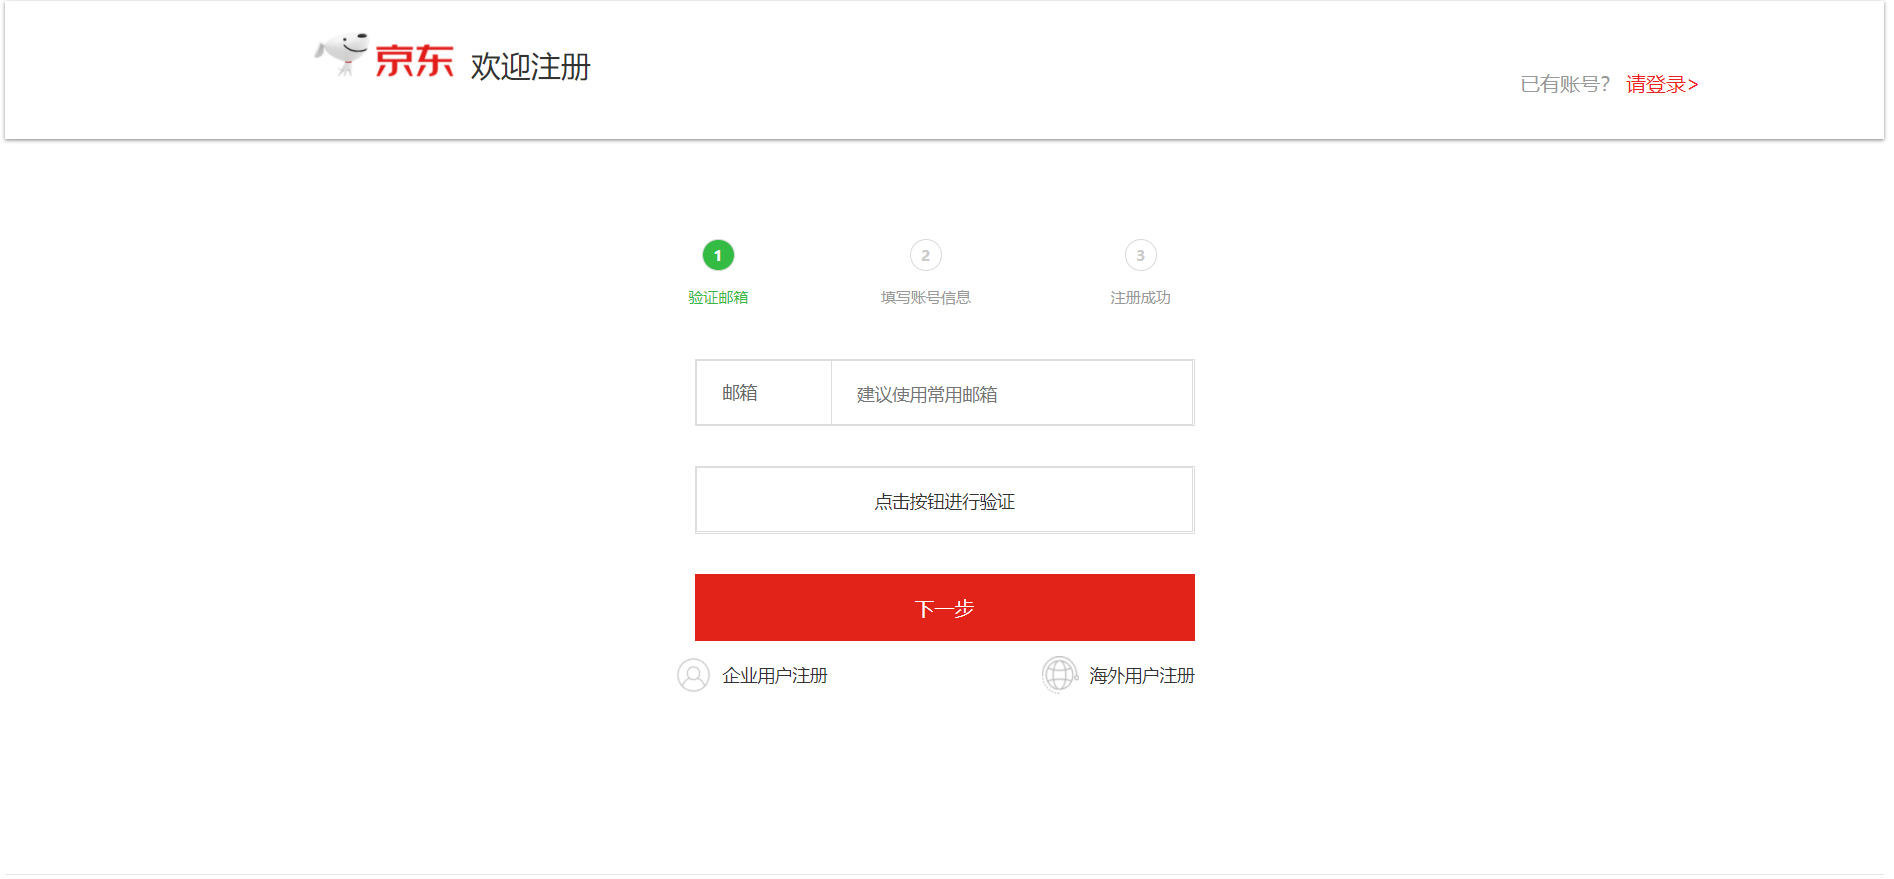 京东 欢迎注册
已有账号? 请登录>
1 2 3
验证邮箱 填写账号信息 注册成功
邮箱 建议使用常用邮箱
点击按钮进行验证
下一步
企业用户注册 海外用户注册